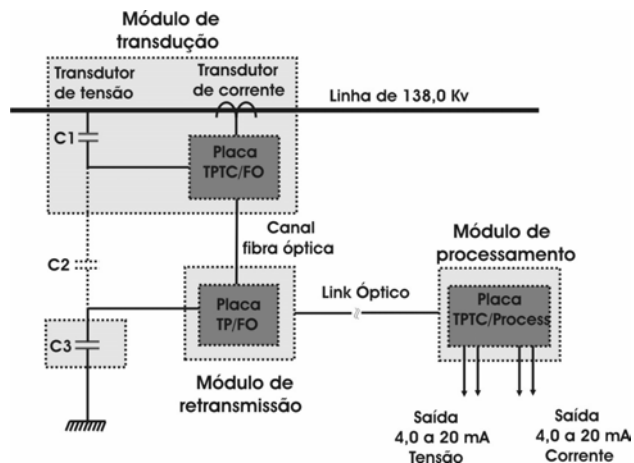 Módulo de
transdução
Transdutor
de tensão
Transdutor
de corrente
Linha de 138,0 Kv
C1
Placa
TPTC/FO
Canal
fibra óptica
Módulo de
processamento
C2
Link Óptico
Placa
TP/FO
Placa
TPTC/Process
C3
Módulo de
retransmissão
Saída
4,0 a 20 mA
Tensão
Saída
4,0 a 20 mA
Corrente